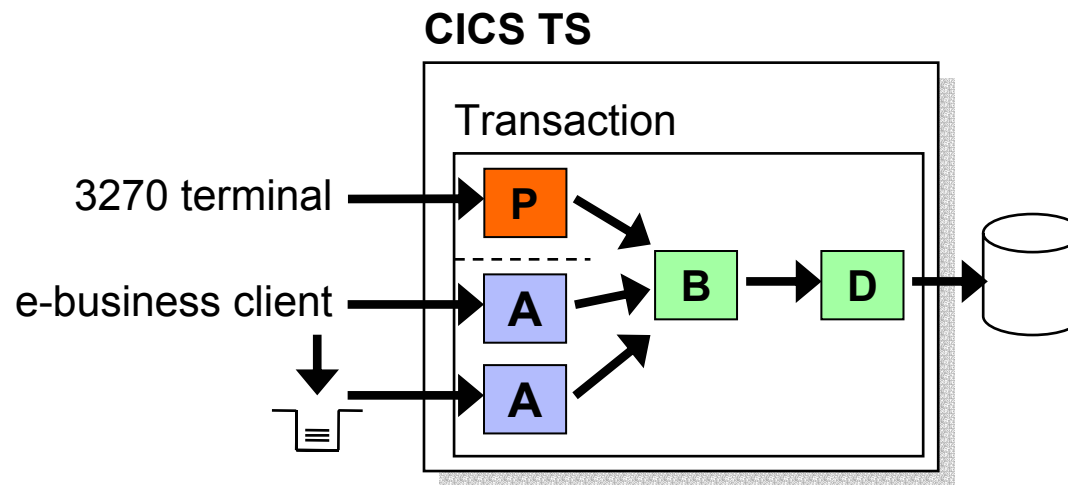 CICS TS
Transaction
3270 terminal
P
e-business client
A
B
D
A